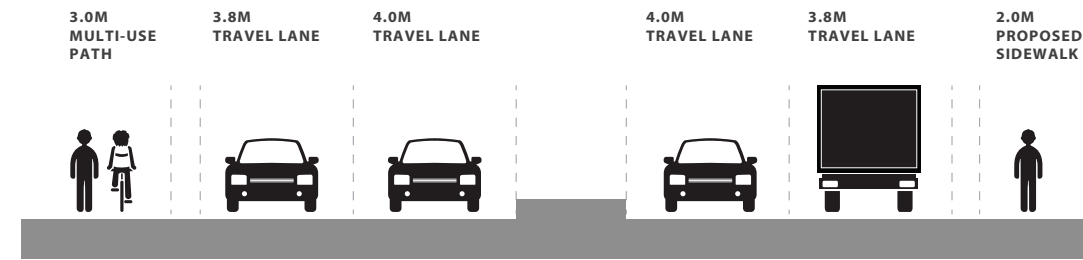 3.0M
MULTI-USE
PATH
3.8M
TRAVEL LANE
4.0M
TRAVEL LANE
4.0M
TRAVEL LANE
3.8M
TRAVEL LANE
2.0M
PROPOSED
SIDEWALK